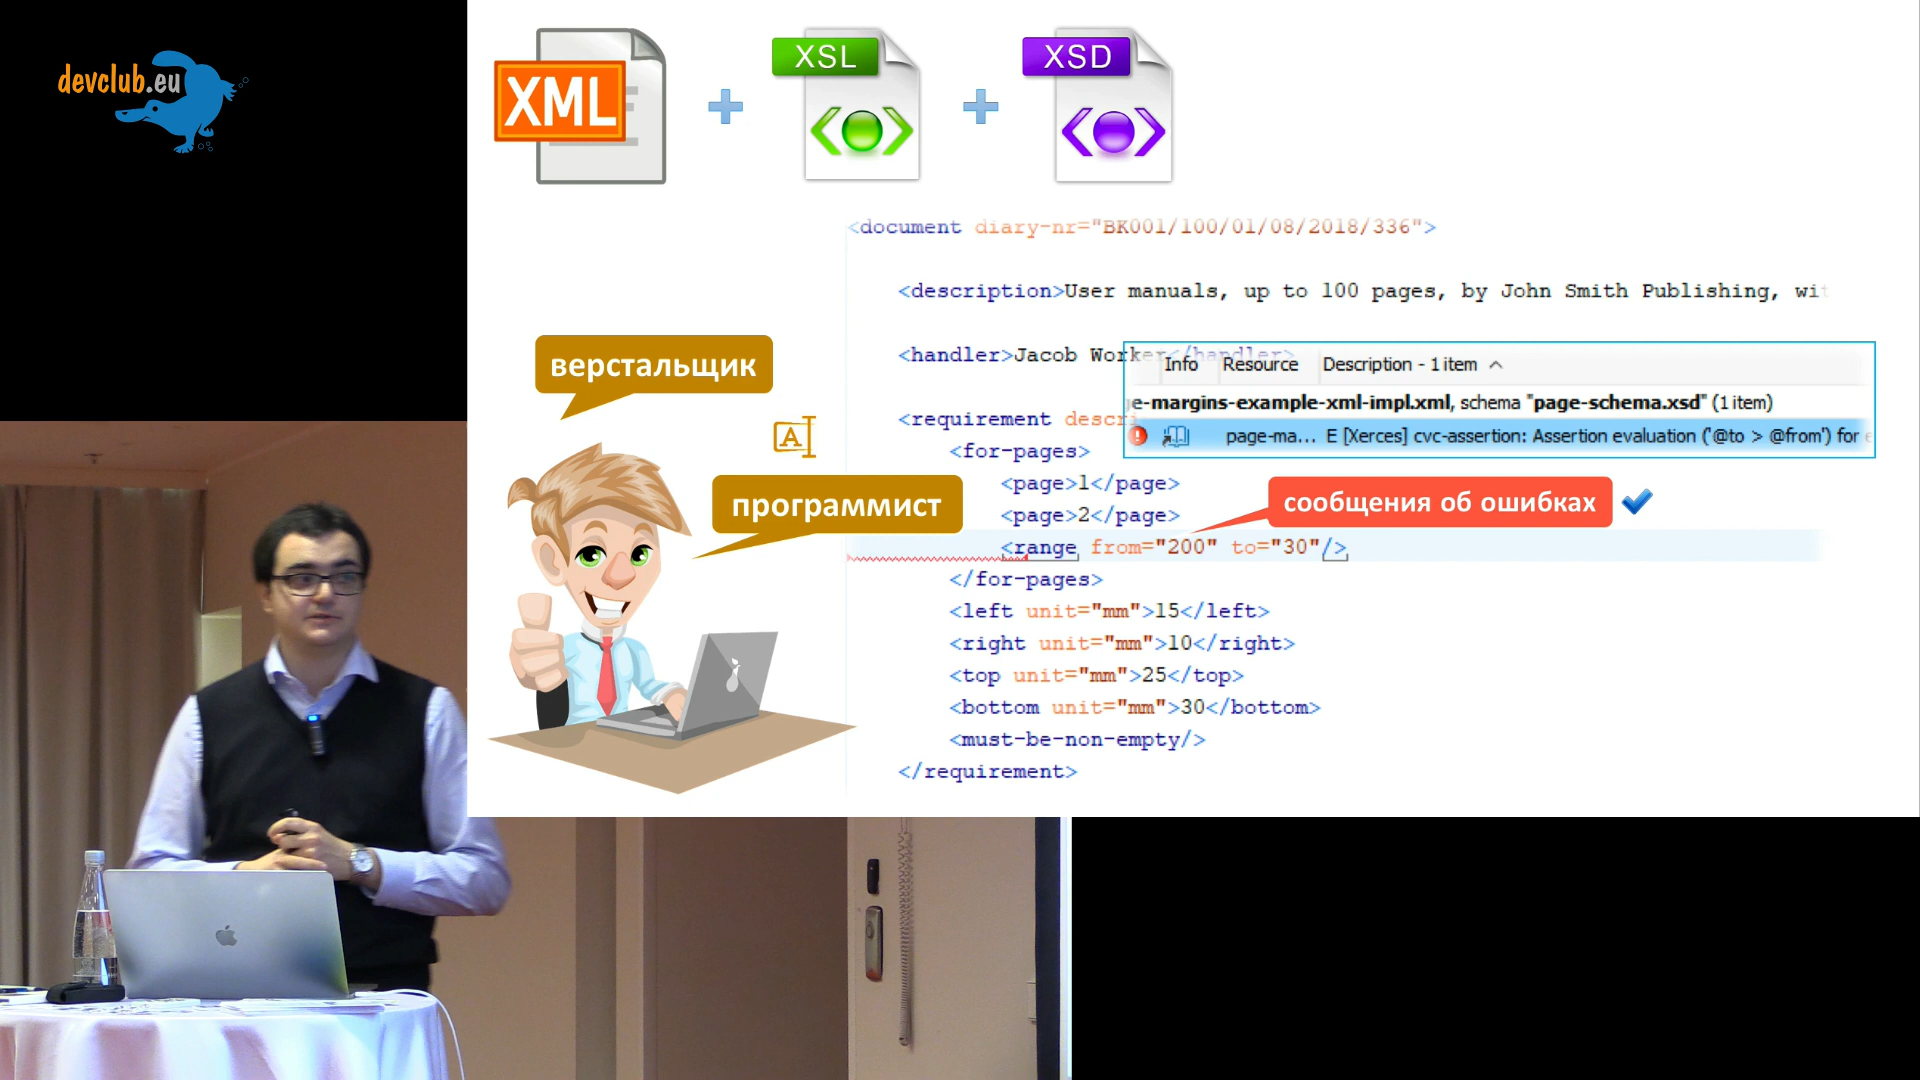 devclub.eu
XML
XSL
XSD
<document diary-nr="BK001/100/01/08/2018/336">
<description>User manuals, up to 100 pages, by John Smith Publishing,
<handler>Jacob Worker</handler>
Info Resource Description - 1 item
e-margins-example-xml-impl.xml, schema "page-schema.xsd" (1 item)
page-ma... E [Xerces] cvc-assertion: Assertion evaluation ('@to > @from') for
верстальщик
A
<requirement
<for-pages>
<page>1</page>
программист
сообщения об ошибках
<page>2</page>
<range from="200" to="30"/>
</for-pages>
<left unit="mm">15</left>
<right unit="mm">10</right>
<top unit="mm">25</top>
<bottom unit="mm">30</bottom>
<must-be-non-empty/>
</requirement>